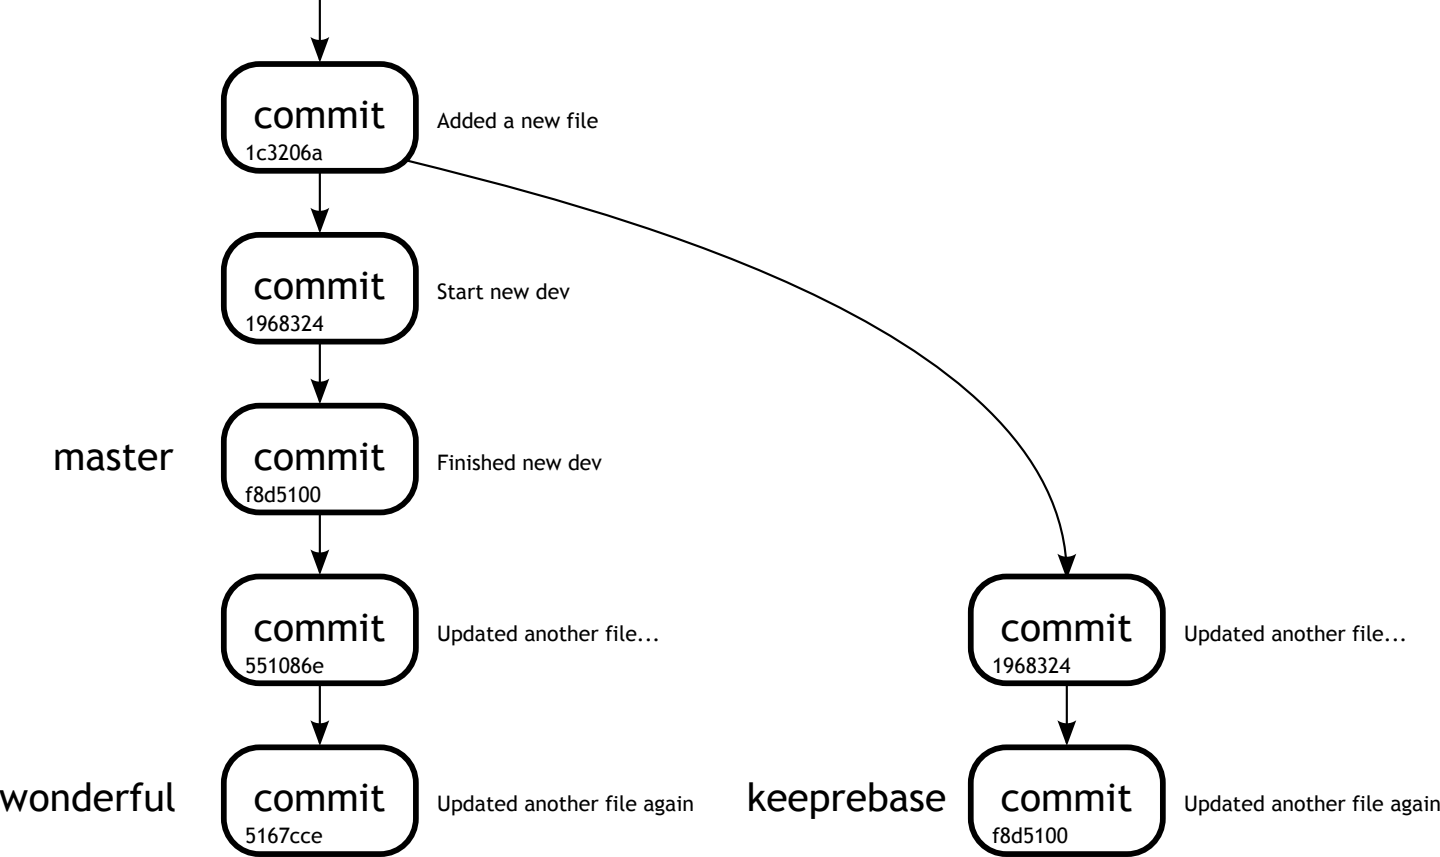 commit
1c3206a
Added a new file
commit
1968324
Start new dev
master
commit
f8d5100
Finished new dev
commit
551086e
Updated another file...
commit
1968324
Updated another file...
wonderful
commit
5167cce
Updated another file again
keeprebase
commit
f8d5100
Updated another file again